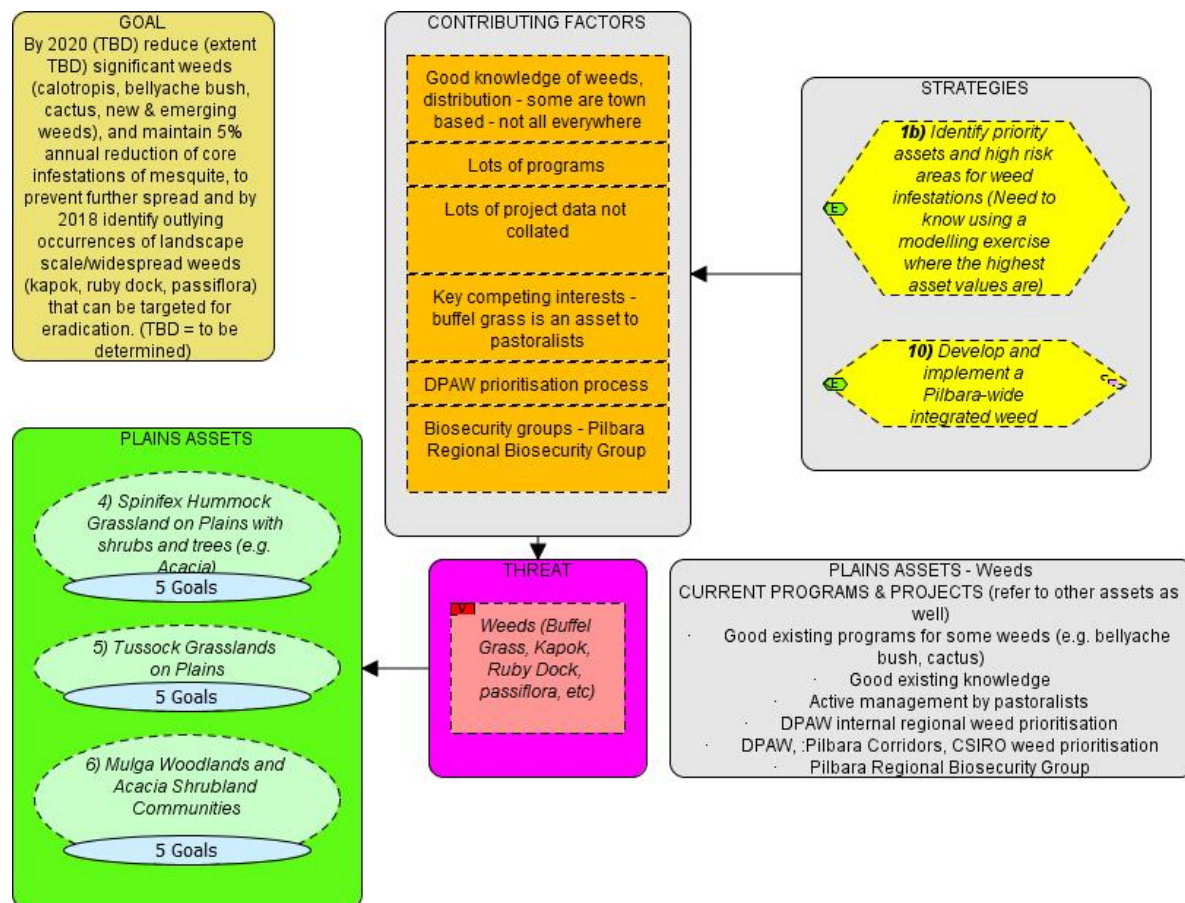 GOAL
By 2020 (TBD) reduce (extent
TBD) significant weeds
(calotropis, bellyache bush,
cactus, new & emerging
weeds), and maintain 5%
annual reduction of core
infestations of mesquite, to
prevent further spread and by
2018 identify outlying
occurrences of landscape
scale/widespread weeds
(kapok, ruby dock, passiflora)
that can be targeted for
eradication. (TBD = to be
determined)
CONTRIBUTING FACTORS
Good knowledge of weeds,
distribution - some are town
based - not all everywhere
Lots of programs
Lots of project data not
collated
Key competing interests -
buffel grass is an asset to
pastoralists
DPAW prioritisation process
Biosecurity groups - Pilbara
Regional Biosecurity Group
STRATEGIES
1b) Identify priority
assets and high risk
areas for weed
infestations (Need to
know using a
modelling exercise
where the highest
asset values are)
E
10) Develop and
implement a
Pilbara-wide
integrated weed
E
PLAINS ASSETS
4) Spinifex Hummock
Grassland on Plains with
shrubs and trees (e.g.
Acacia)
5 Goals
5) Tussock Grasslands
on Plains
5 Goals
6) Mulga Woodlands and
Acacia Shrubland
Communities
5 Goals
THREAT
V
Weeds (Buffel
Grass, Kapok,
Ruby Dock,
passiflora, etc)
PLAINS ASSETS - Weeds
CURRENT PROGRAMS & PROJECTS (refer to other assets as
well)
· Good existing programs for some weeds (e.g. bellyache
bush, cactus)
· Good existing knowledge
· Active management by pastoralists
· DPAW internal regional weed prioritisation
· DPAW, :Pilbara Corridors, CSIRO weed prioritisation
· Pilbara Regional Biosecurity Group